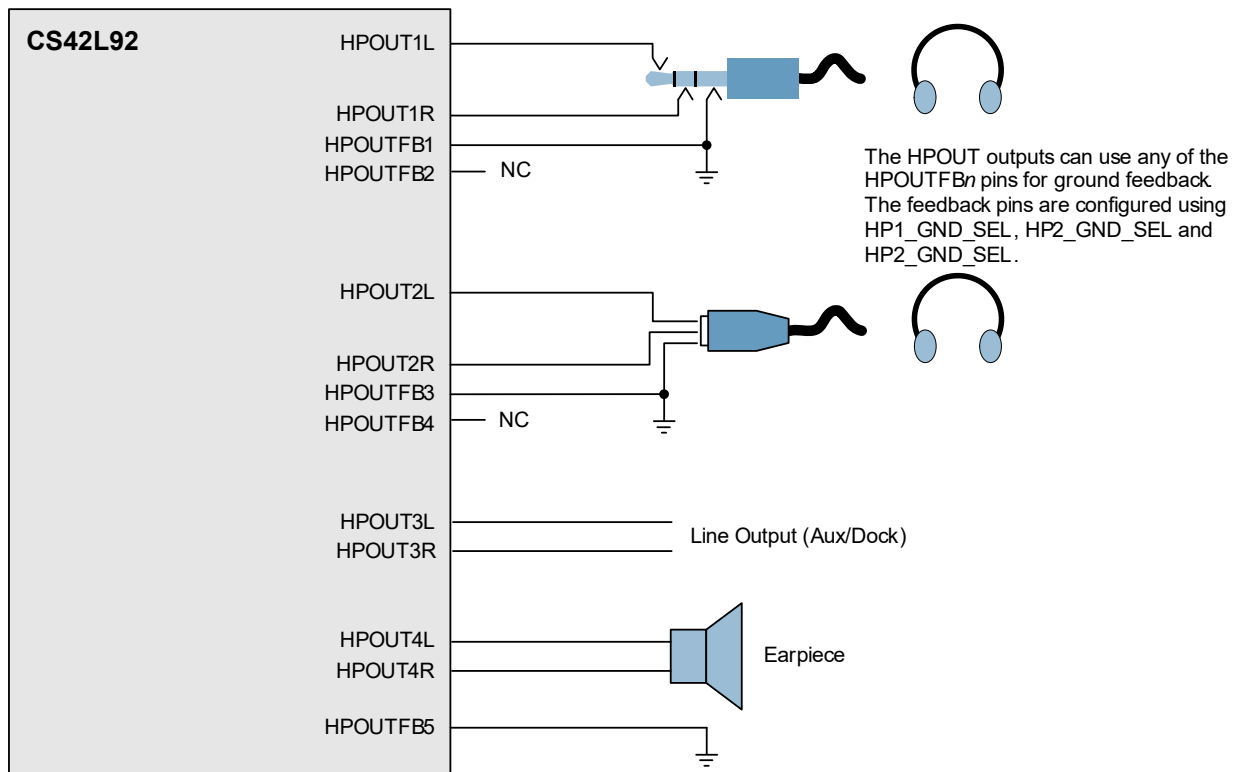 CS42L92
HPOUT1L
HPOUT1R
HPOUTFB1
HPOUTFB2
NC
The HPOUT outputs can use any of the
HPOUTFBn pins for ground feedback.
The feedback pins are configured using
HP1_GND_SEL, HP2_GND_SEL and
HP2_GND_SEL.
HPOUT2L
HPOUT2R
HPOUTFB3
HPOUTFB4
NC
HPOUT3L
HPOUT3R
Line Output (Aux/Dock)
HPOUT4L
HPOUT4R
Earpiece
HPOUTFB5